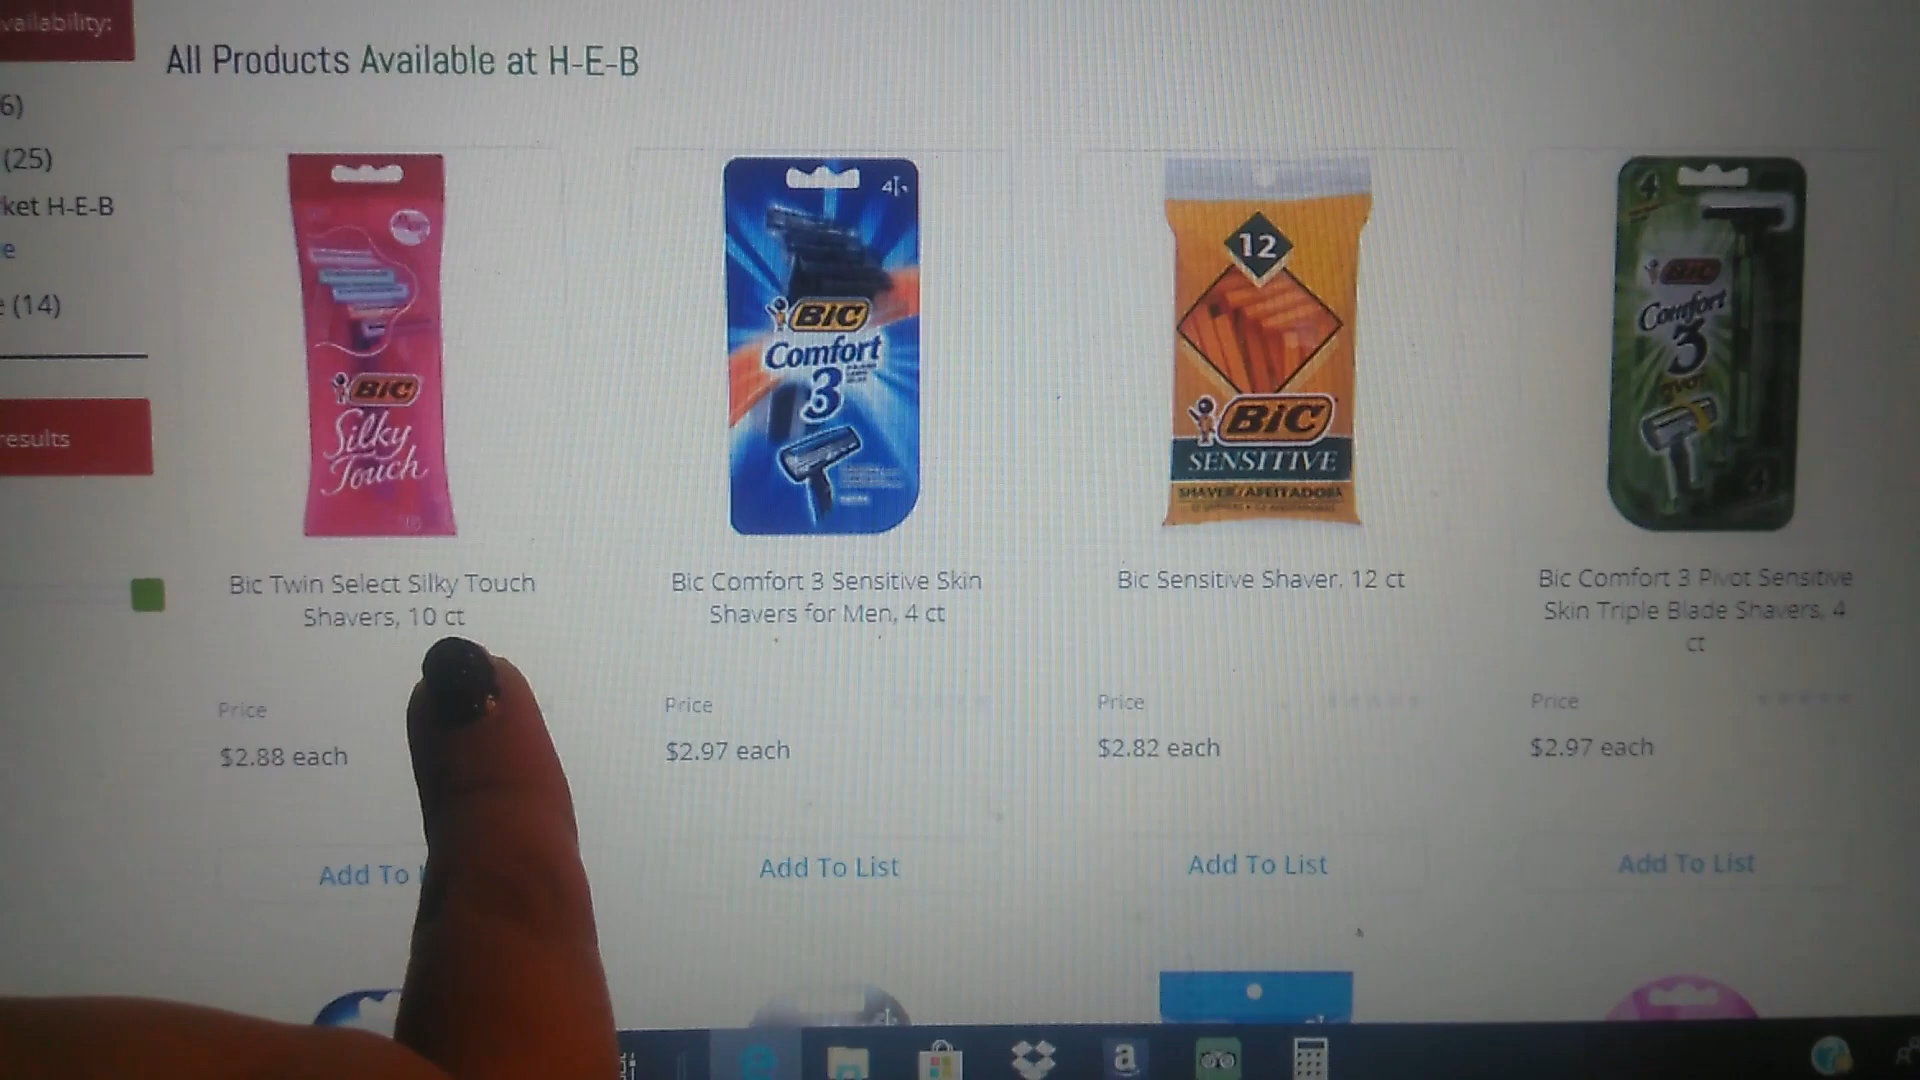 vailability:
All Products Available at H-E-B
6)
(25)
ket H-E-B
e
e (14)
results
BIC
Silky
Touch
Bic Twin Select Silky Touch
Shavers, 10 ct
Price
$2.88 each
Add To
4
BIC
Comfort
3
Bic Comfort 3 Sensitive Skin
Shavers for Men, 4 ct
Price
$2.97 each
Add To List
12
BIC
SENSITIVE
SHAVER/AFEITADORA
Bic Sensitive Shaver, 12 ct
Price
$2.82 each
Add To List
4
BIC
Comfort
3
PIVOT
4
Bic Comfort 3 Pivot Sensitive
Skin Triple Blade Shavers, 4
ct
Price
$2.97 each
Add To List
a